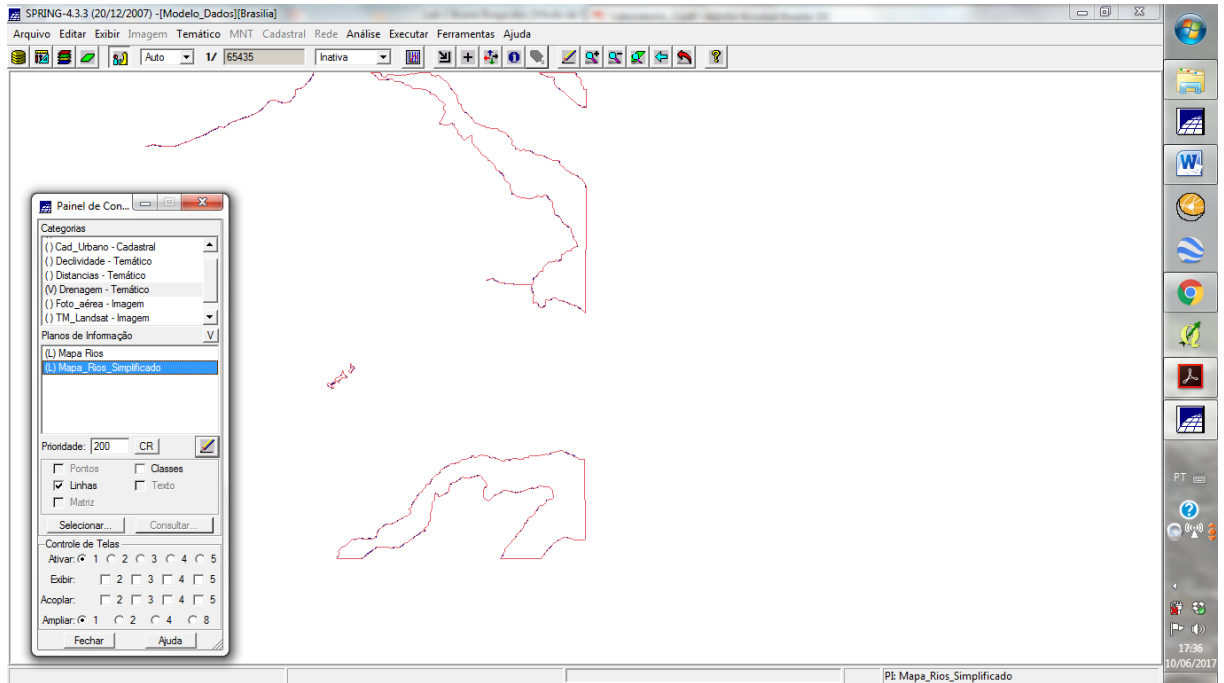 SPRING-4.3.3 (20/12/2007) -[Modelo_Dados][Brasilia]
Arquivo Editar Exibir Imagem Temático MNT Cadastral Rede Análise Executar Ferramentas Ajuda
Auto 1/ 65435 Inativa
Painel de Con...
Categorias
( ) Cad_Urbano - Cadastral
( ) Declividade - Temático
( ) Distancias - Temático
(V) Drenagem - Temático
( ) Foto_aérea - Imagem
( ) TM_Landsat - Imagem
Planos de Informação V
(L) Mapa Rios
(L) Mapa_Rios_Simplificado
Prioridade: 200 CR
Pontos Classes
Linhas Texto
Matriz
Selecionar... Consultar...
Controle de Telas
Ativar: 1 2 3 4 5
Exibir: 2 3 4 5
Acoplar: 2 3 4 5
Ampliar: 1 2 4 8
Fechar Ajuda
PI: Mapa_Rios_Simplificado
PT
17:36
10/06/2017